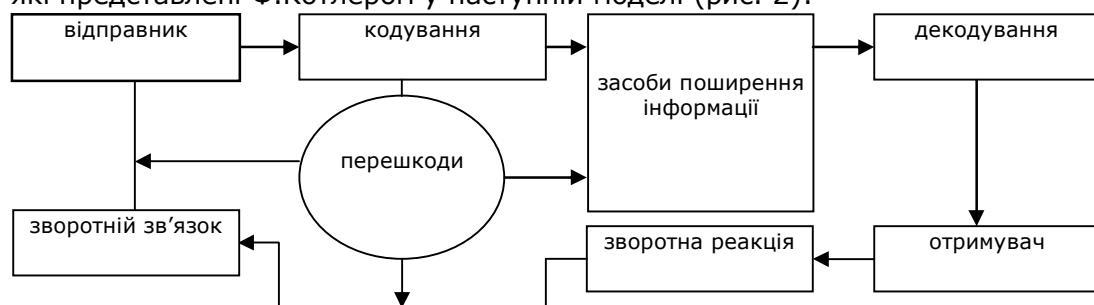 які представлені Ф.Котлером у наступній моделі (рис. 2).
відправник
кодування
засоби поширення
інформації
декодування
перешкоди
зворотній зв’язок
зворотна реакція
отримувач